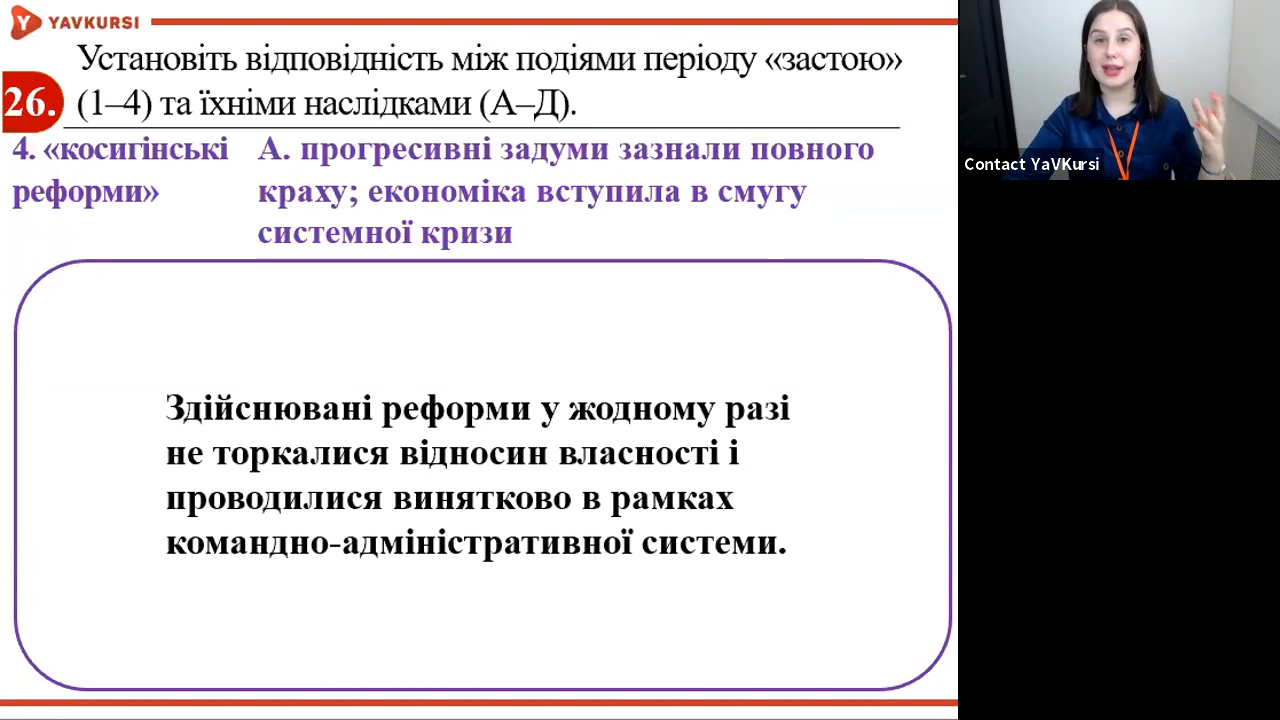 YAVKURSI
Установіть відповідність між подіями періоду «застою»
26. (1–4) та їхніми наслідками (А–Д).
4. «косигінські
реформи»
А. прогресивні задуми зазнали повного
краху; економіка вступила в смугу
системної кризи
Здійснювані реформи у жодному разі
не торкалися відносин власності і
проводилися винятково в рамках
командно-адміністративної системи.
Contact YaVKursi